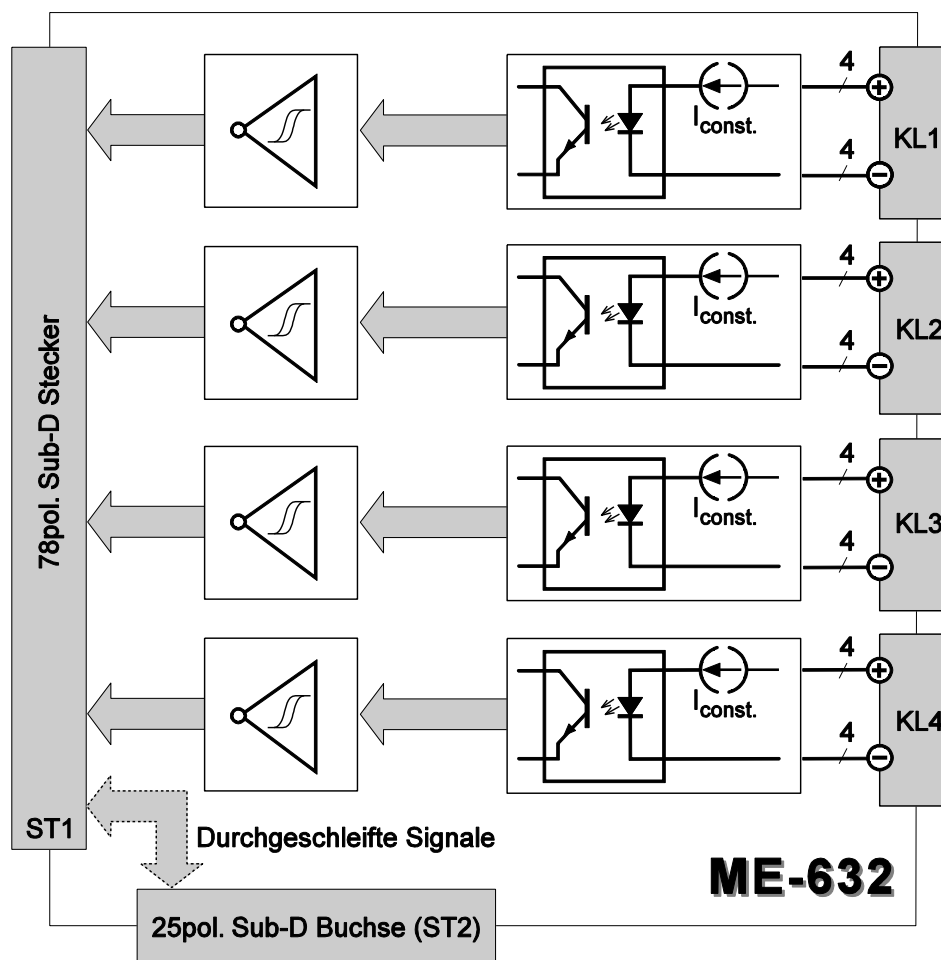 4
+
I const.
4
−
KL1
4
+
I const.
4
−
KL2
4
+
I const.
4
−
KL3
4
+
I const.
4
−
KL4
78pol. Sub-D Stecker
ST1
Durchgeschleifte Signale
ME-632
25pol. Sub-D Buchse (ST2)